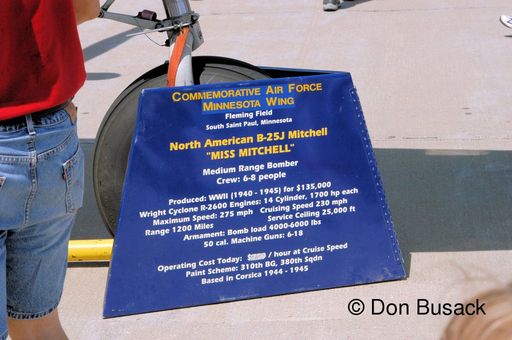 COMMEMORATIVE AIR FORCE
MINNESOTA WING
Fleming Field
South Saint Paul, Minnesota
North American B-25J Mitchell
"MISS MITCHELL"
Medium Range Bomber
Crew: 6-8 people
Produced: WWII (1940 - 1945) for $135,000
Wright Cyclone R-2600 Engines: 14 Cylinder, 1700 hp each
Maximum Speed: 275 mph Cruising Speed 230 mph
Range 1200 Miles Service Ceiling 25,000 ft
Armament: Bomb load 4000-6000 lbs
50 cal. Machine Guns: 6-18
Operating Cost Today: / hour at Cruise Speed
Paint Scheme: 310th BG, 380th Sqdn
Based in Corsica 1944 - 1945
© Don Busack